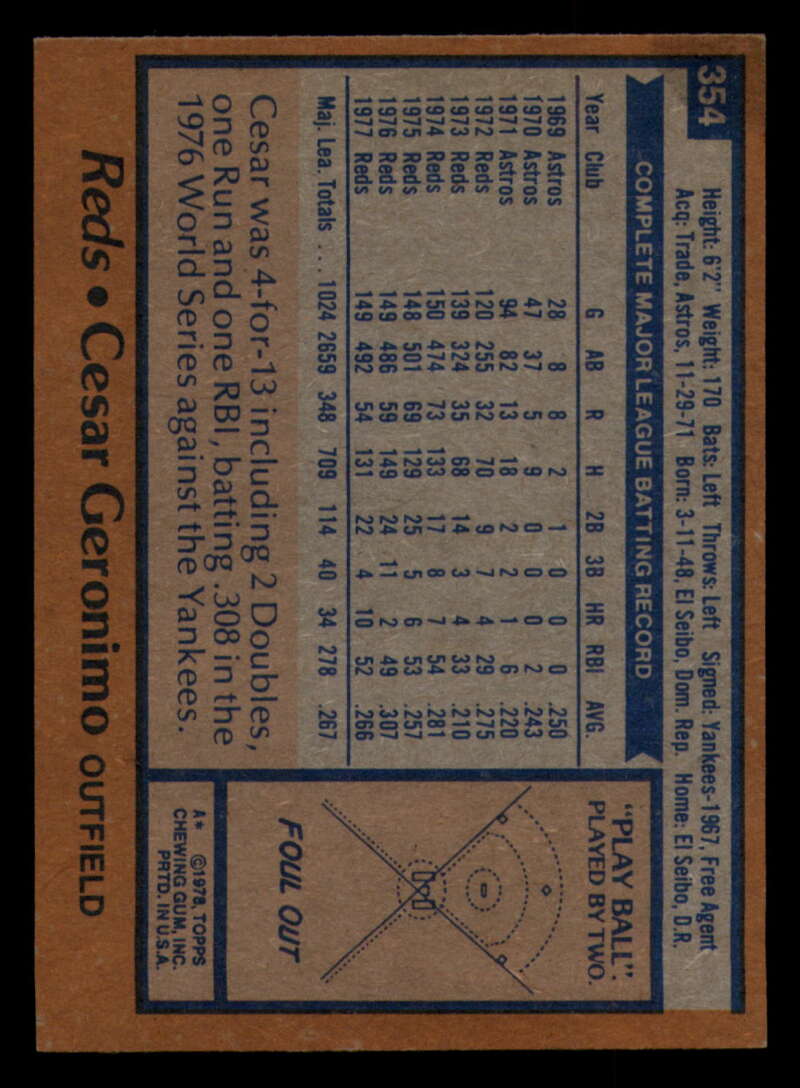 354
Height: 6'2" Weight: 170 Bats: Left Throws: Left Signed: Yankees-1967, Free Agent
Acq: Trade, Astros, 11-29-71 Born: 3-11-48, El Seibo, Dom. Rep. Home: El Seibo, D.R.
COMPLETE MAJOR LEAGUE BATTING RECORD
Year Club G AB R H 2B 3B HR RBI AVG.
1969 Astros 28 8 8 2 1 0 0 0 .250
1970 Astros 47 37 5 9 0 0 0 2 .243
1971 Astros 94 82 13 18 2 2 1 6 .220
1972 Reds 120 255 32 70 9 7 4 29 .275
1973 Reds 139 324 35 68 14 3 4 33 .210
1974 Reds 150 474 73 133 17 8 7 54 .281
1975 Reds 148 501 69 129 25 5 6 53 .257
1976 Reds 149 486 59 149 24 11 2 49 .307
1977 Reds 149 492 54 131 22 4 10 52 .266
Maj. Lea. Totals ... 1024 2659 348 709 114 40 34 278 .267
Cesar was 4-for-13 including 2 Doubles,
one Run and one RBI, batting .308 in the
1976 World Series against the Yankees.
"PLAY BALL".
PLAYED BY TWO.
FOUL OUT
A* ©1978, TOPPS
CHEWING GUM, INC.
PRTD. IN U.S.A.
Reds • Cesar Geronimo OUTFIELD